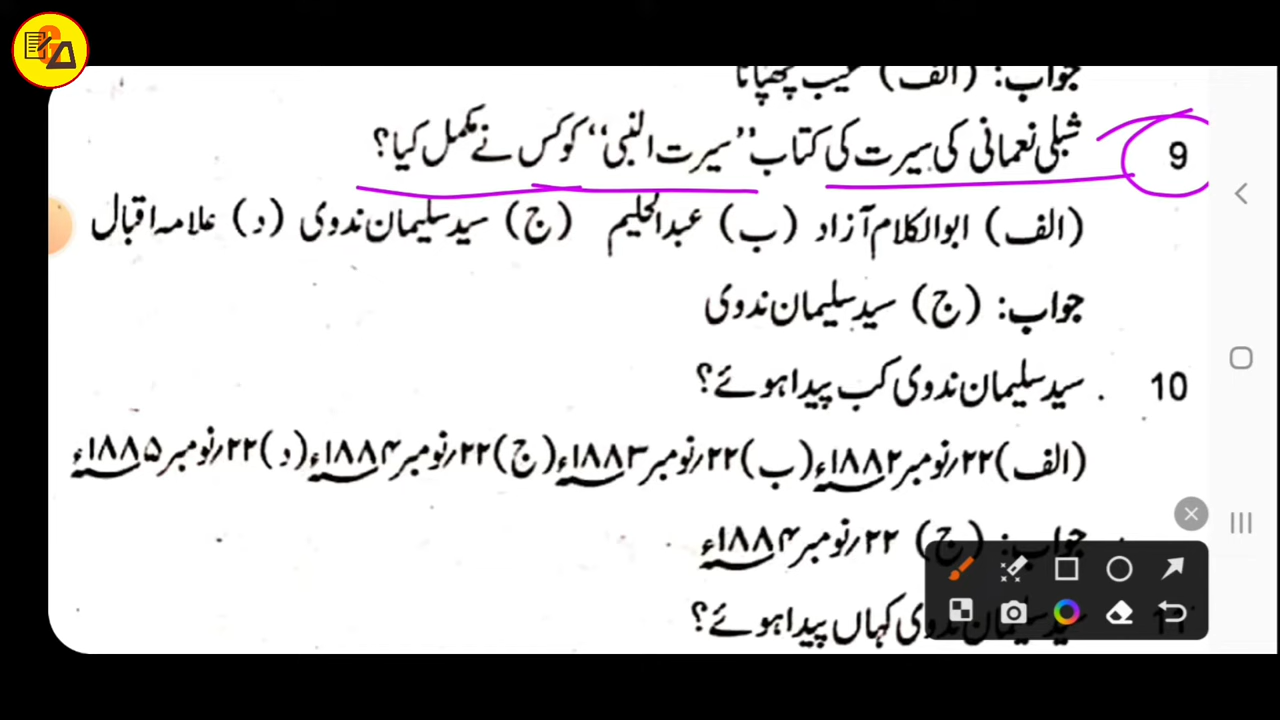 جواب: (الف) عیب چھپانا
9 شبلی نعمانی کی سیرت کی کتاب ”سیرت النبی“ کو کس نے مکمل کیا؟
(الف) ابوالکلام آزاد (ب) عبدالحلیم (ج) سید سلیمان ندوی (د) علامہ اقبال
جواب: (ج) سید سلیمان ندوی
10 . سید سلیمان ندوی کب پیدا ہوئے؟
(الف) ۲۲؍نومبر ۱۸۸۲ء (ب) ۲۲؍نومبر ۱۸۸۳ء (ج) ۲۲؍نومبر ۱۸۸۴ء (د) ۲۲؍نومبر ۱۸۸۵ء
جواب: (ج) ۲۲؍نومبر ۱۸۸۴ء
11 سید سلیمان ندوی کہاں پیدا ہوئے؟